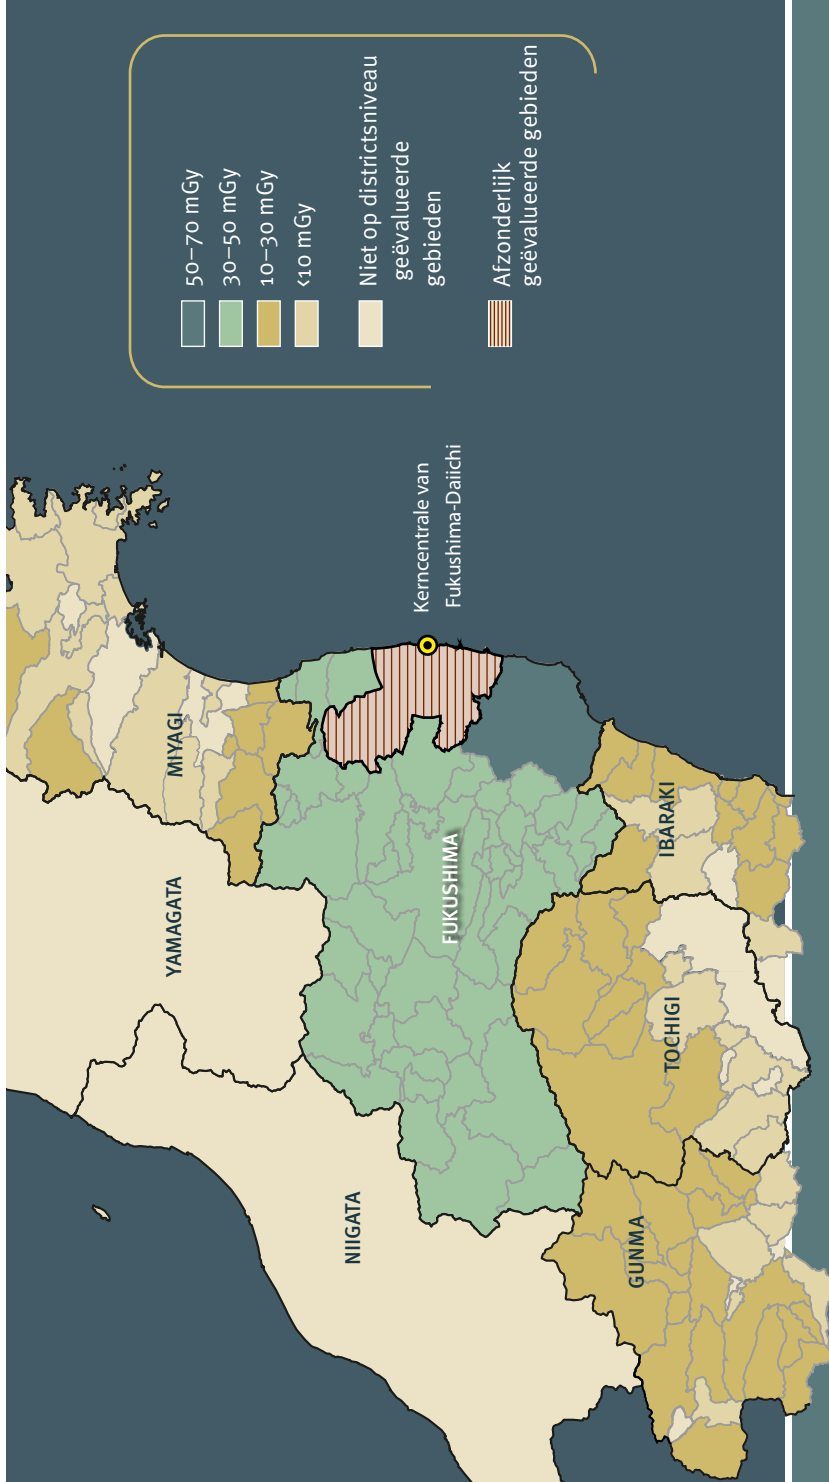 50–70 mGy
30–50 mGy
10–30 mGy
<10 mGy
Niet op districtsniveau
geëvalueerde
gebieden
Afzonderlijk
geëvalueerde gebieden
Kerncentrale van
Fukushima-Daiichi
MIYAGI
YAMAGATA
FUKUSHIMA
IBARAKI
TOCHIGI
NIIGATA
GUNMA